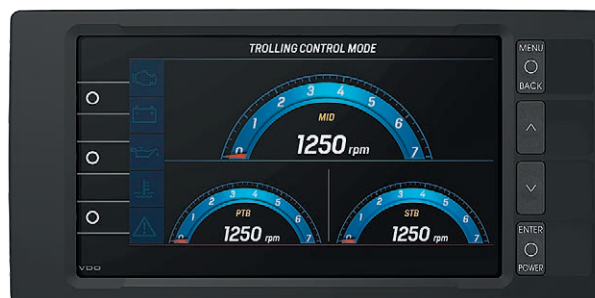 TROLLING CONTROL MODE
MENU
BACK
0 1 2 3 4 5 6 7
MID
1250 rpm
0 1 2 3 4 5 6 7
PTB
1250 rpm
0 1 2 3 4 5 6 7
STB
1250 rpm
ENTER
POWER
VDO